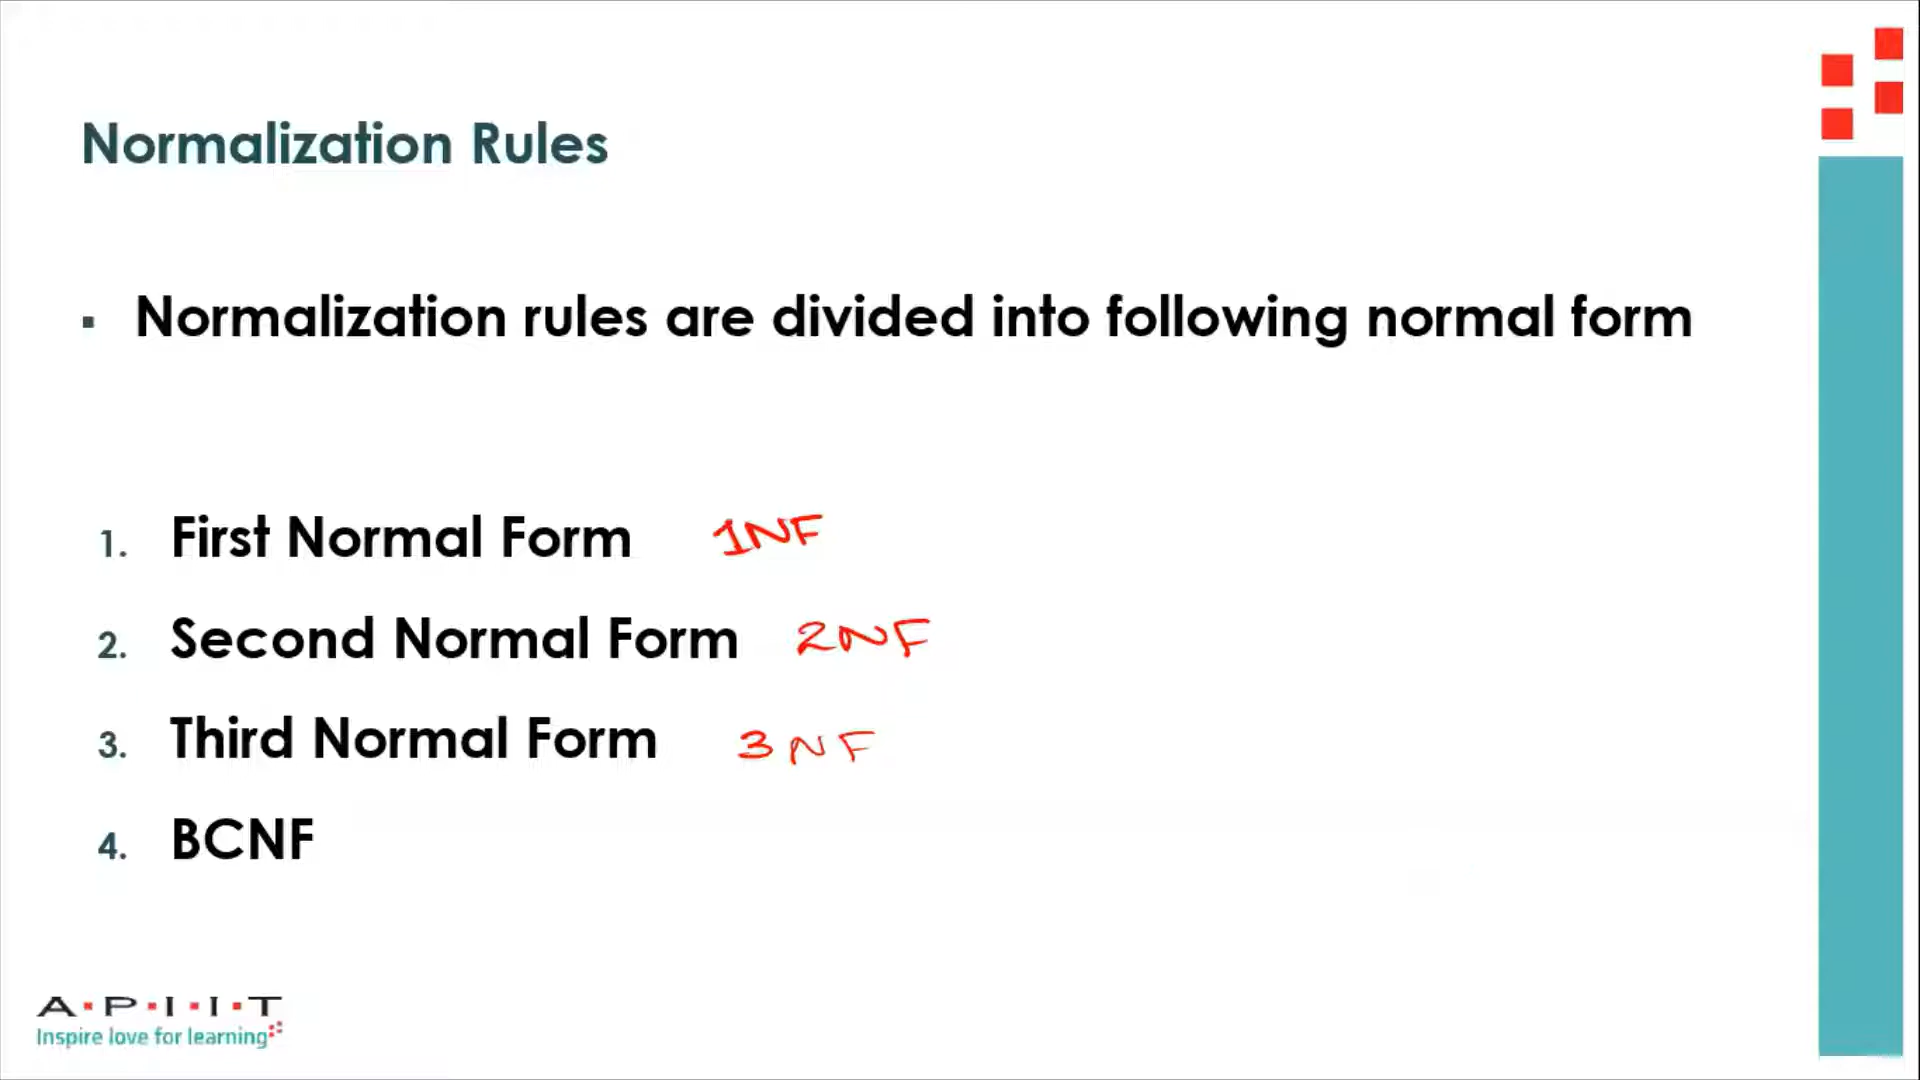 Normalization Rules
▪ Normalization rules are divided into following normal form
1. First Normal Form 1NF
2. Second Normal Form 2NF
3. Third Normal Form 3NF
4. BCNF
A·P·I·I·T
Inspire love for learning